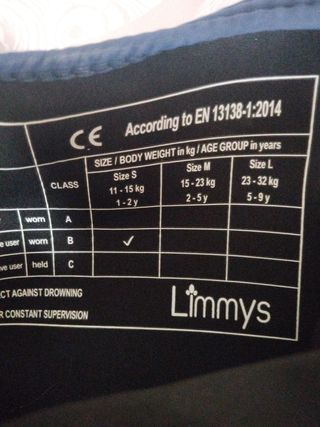 CE According to EN 13138-1:2014
SIZE / BODY WEIGHT in kg / AGE GROUP in years
CLASS
Size S
11 - 15 kg
1 - 2 y
Size M
15 - 23 kg
2 - 5 y
Size L
23 - 32 kg
5 - 9 y
worn A
e user worn B ✓
ve user held C
CT AGAINST DROWNING
R CONSTANT SUPERVISION
Limmys